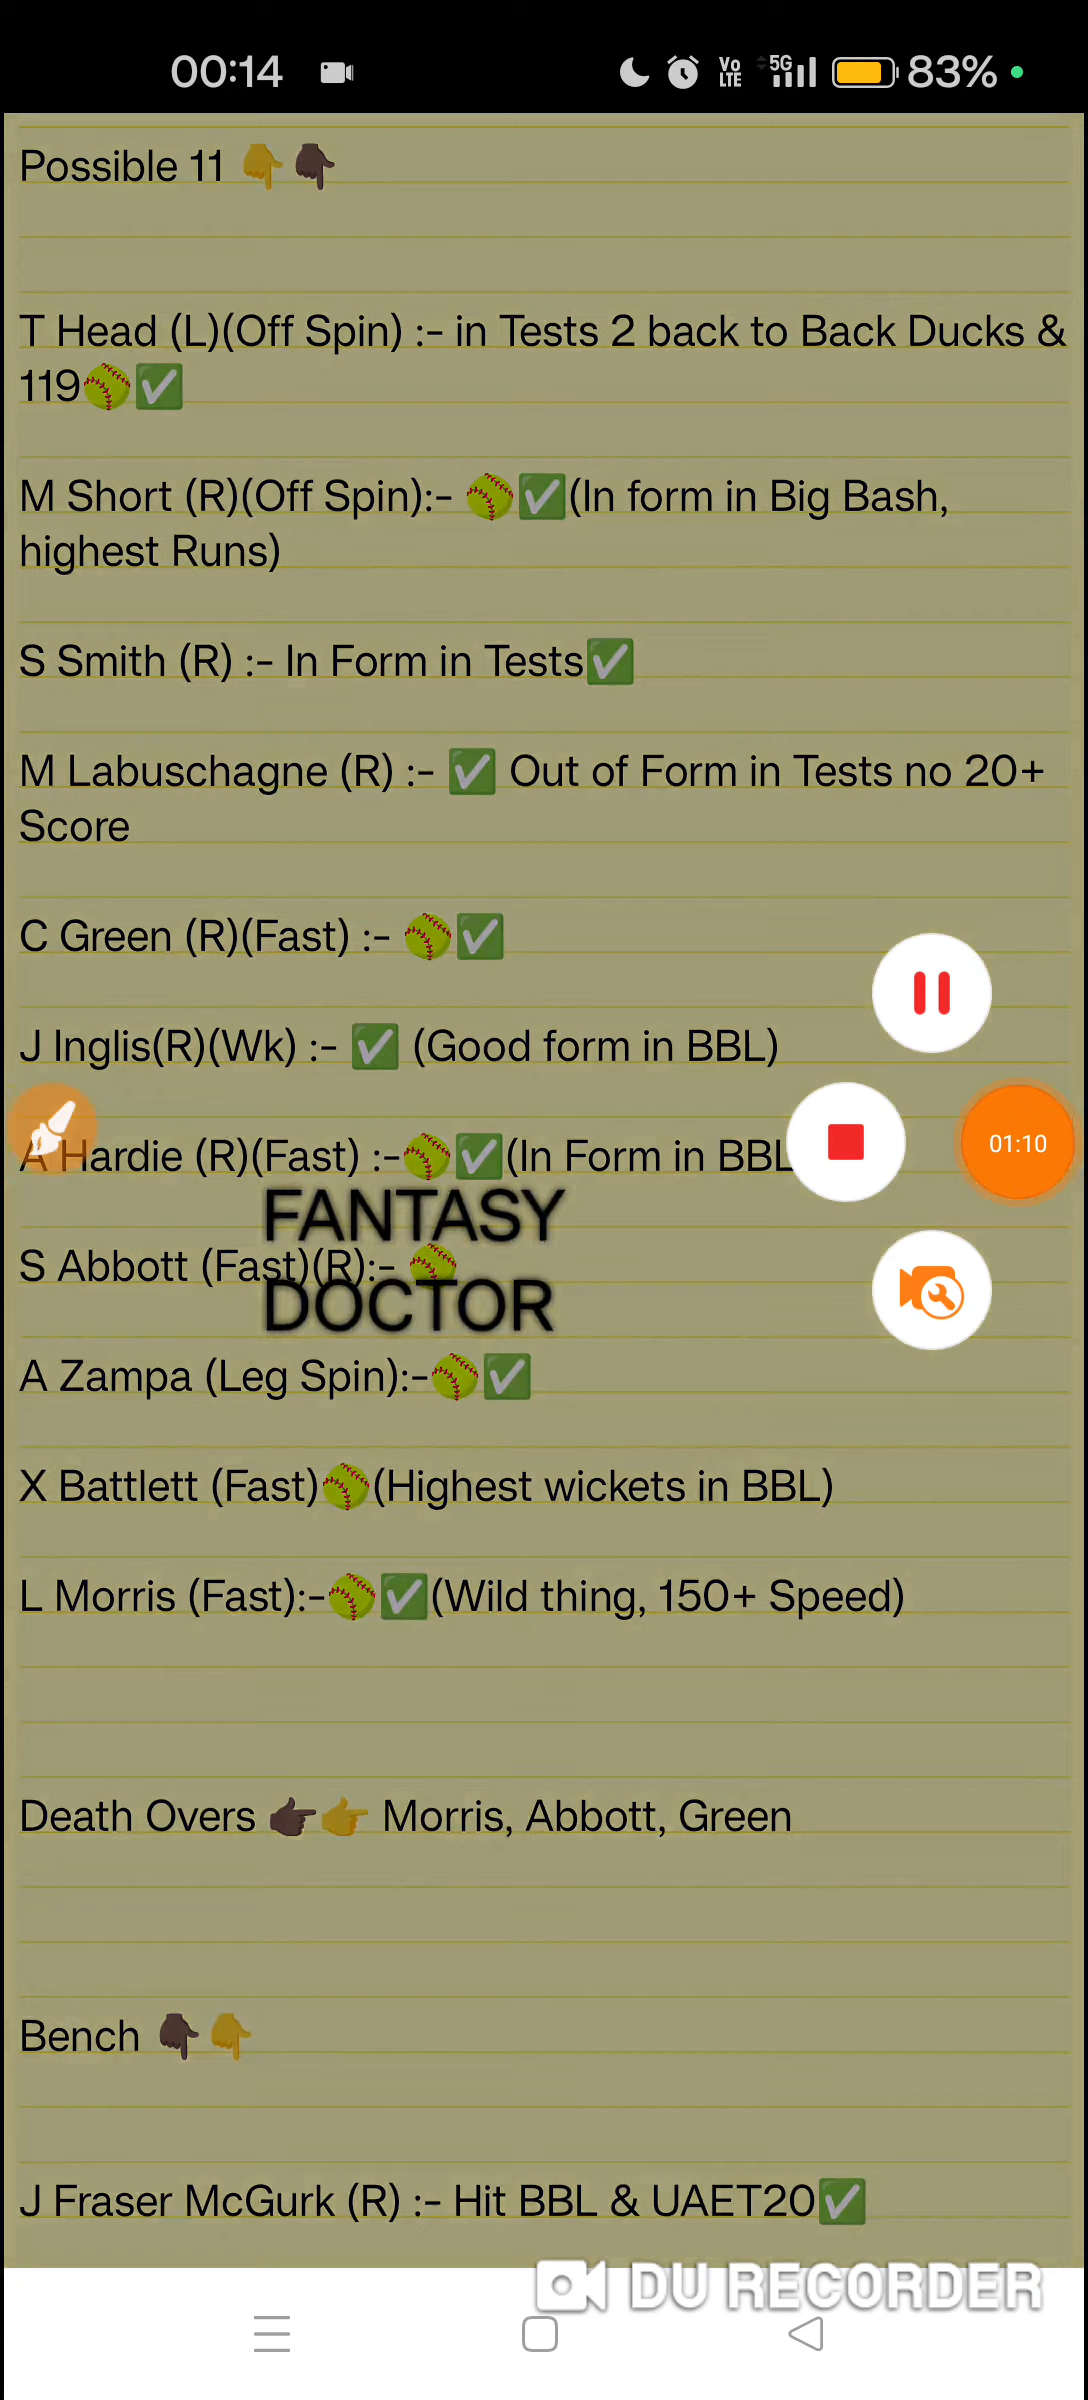 00:14 Vo LTE 5G 83%
Possible 11 👇👇🏿
T Head (L)(Off Spin) :- in Tests 2 back to Back Ducks &
119🥎✅
M Short (R)(Off Spin):- 🥎✅(In form in Big Bash,
highest Runs)
S Smith (R) :- In Form in Tests✅
M Labuschagne (R) :- ✅ Out of Form in Tests no 20+
Score
C Green (R)(Fast) :- 🥎✅
J Inglis(R)(Wk) :- ✅ (Good form in BBL)
A Hardie (R)(Fast) :-🥎✅(In Form in BBL
01:10
FANTASY
S Abbott (Fast)(R):- 🥎
DOCTOR
A Zampa (Leg Spin):-🥎✅
X Battlett (Fast)🥎(Highest wickets in BBL)
L Morris (Fast):-🥎✅(Wild thing, 150+ Speed)
Death Overs 👉🏿👉 Morris, Abbott, Green
Bench 👇🏿👇
J Fraser McGurk (R) :- Hit BBL & UAET20✅
DU RECORDER